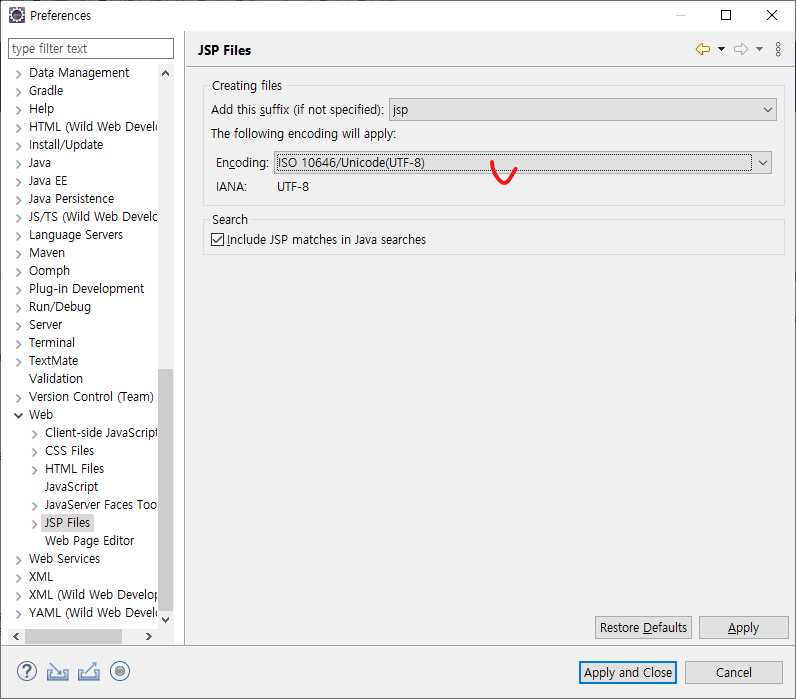 Preferences
type filter text
JSP Files
Data Management
Gradle
Help
HTML (Wild Web Develo
Install/Update
Java
Java EE
Java Persistence
JS/TS (Wild Web Develo
Language Servers
Maven
Oomph
Plug-in Development
Run/Debug
Server
Terminal
TextMate
Validation
Version Control (Team)
Web
Client-side JavaScript
CSS Files
HTML Files
JavaScript
JavaServer Faces Too
JSP Files
Web Page Editor
Web Services
XML
XML (Wild Web Develop
YAML (Wild Web Develo
Creating files
Add this suffix (if not specified): jsp
The following encoding will apply:
Encoding: ISO 10646/Unicode(UTF-8)
IANA: UTF-8
Search
Include JSP matches in Java searches
Restore Defaults Apply
? Apply and Close Cancel